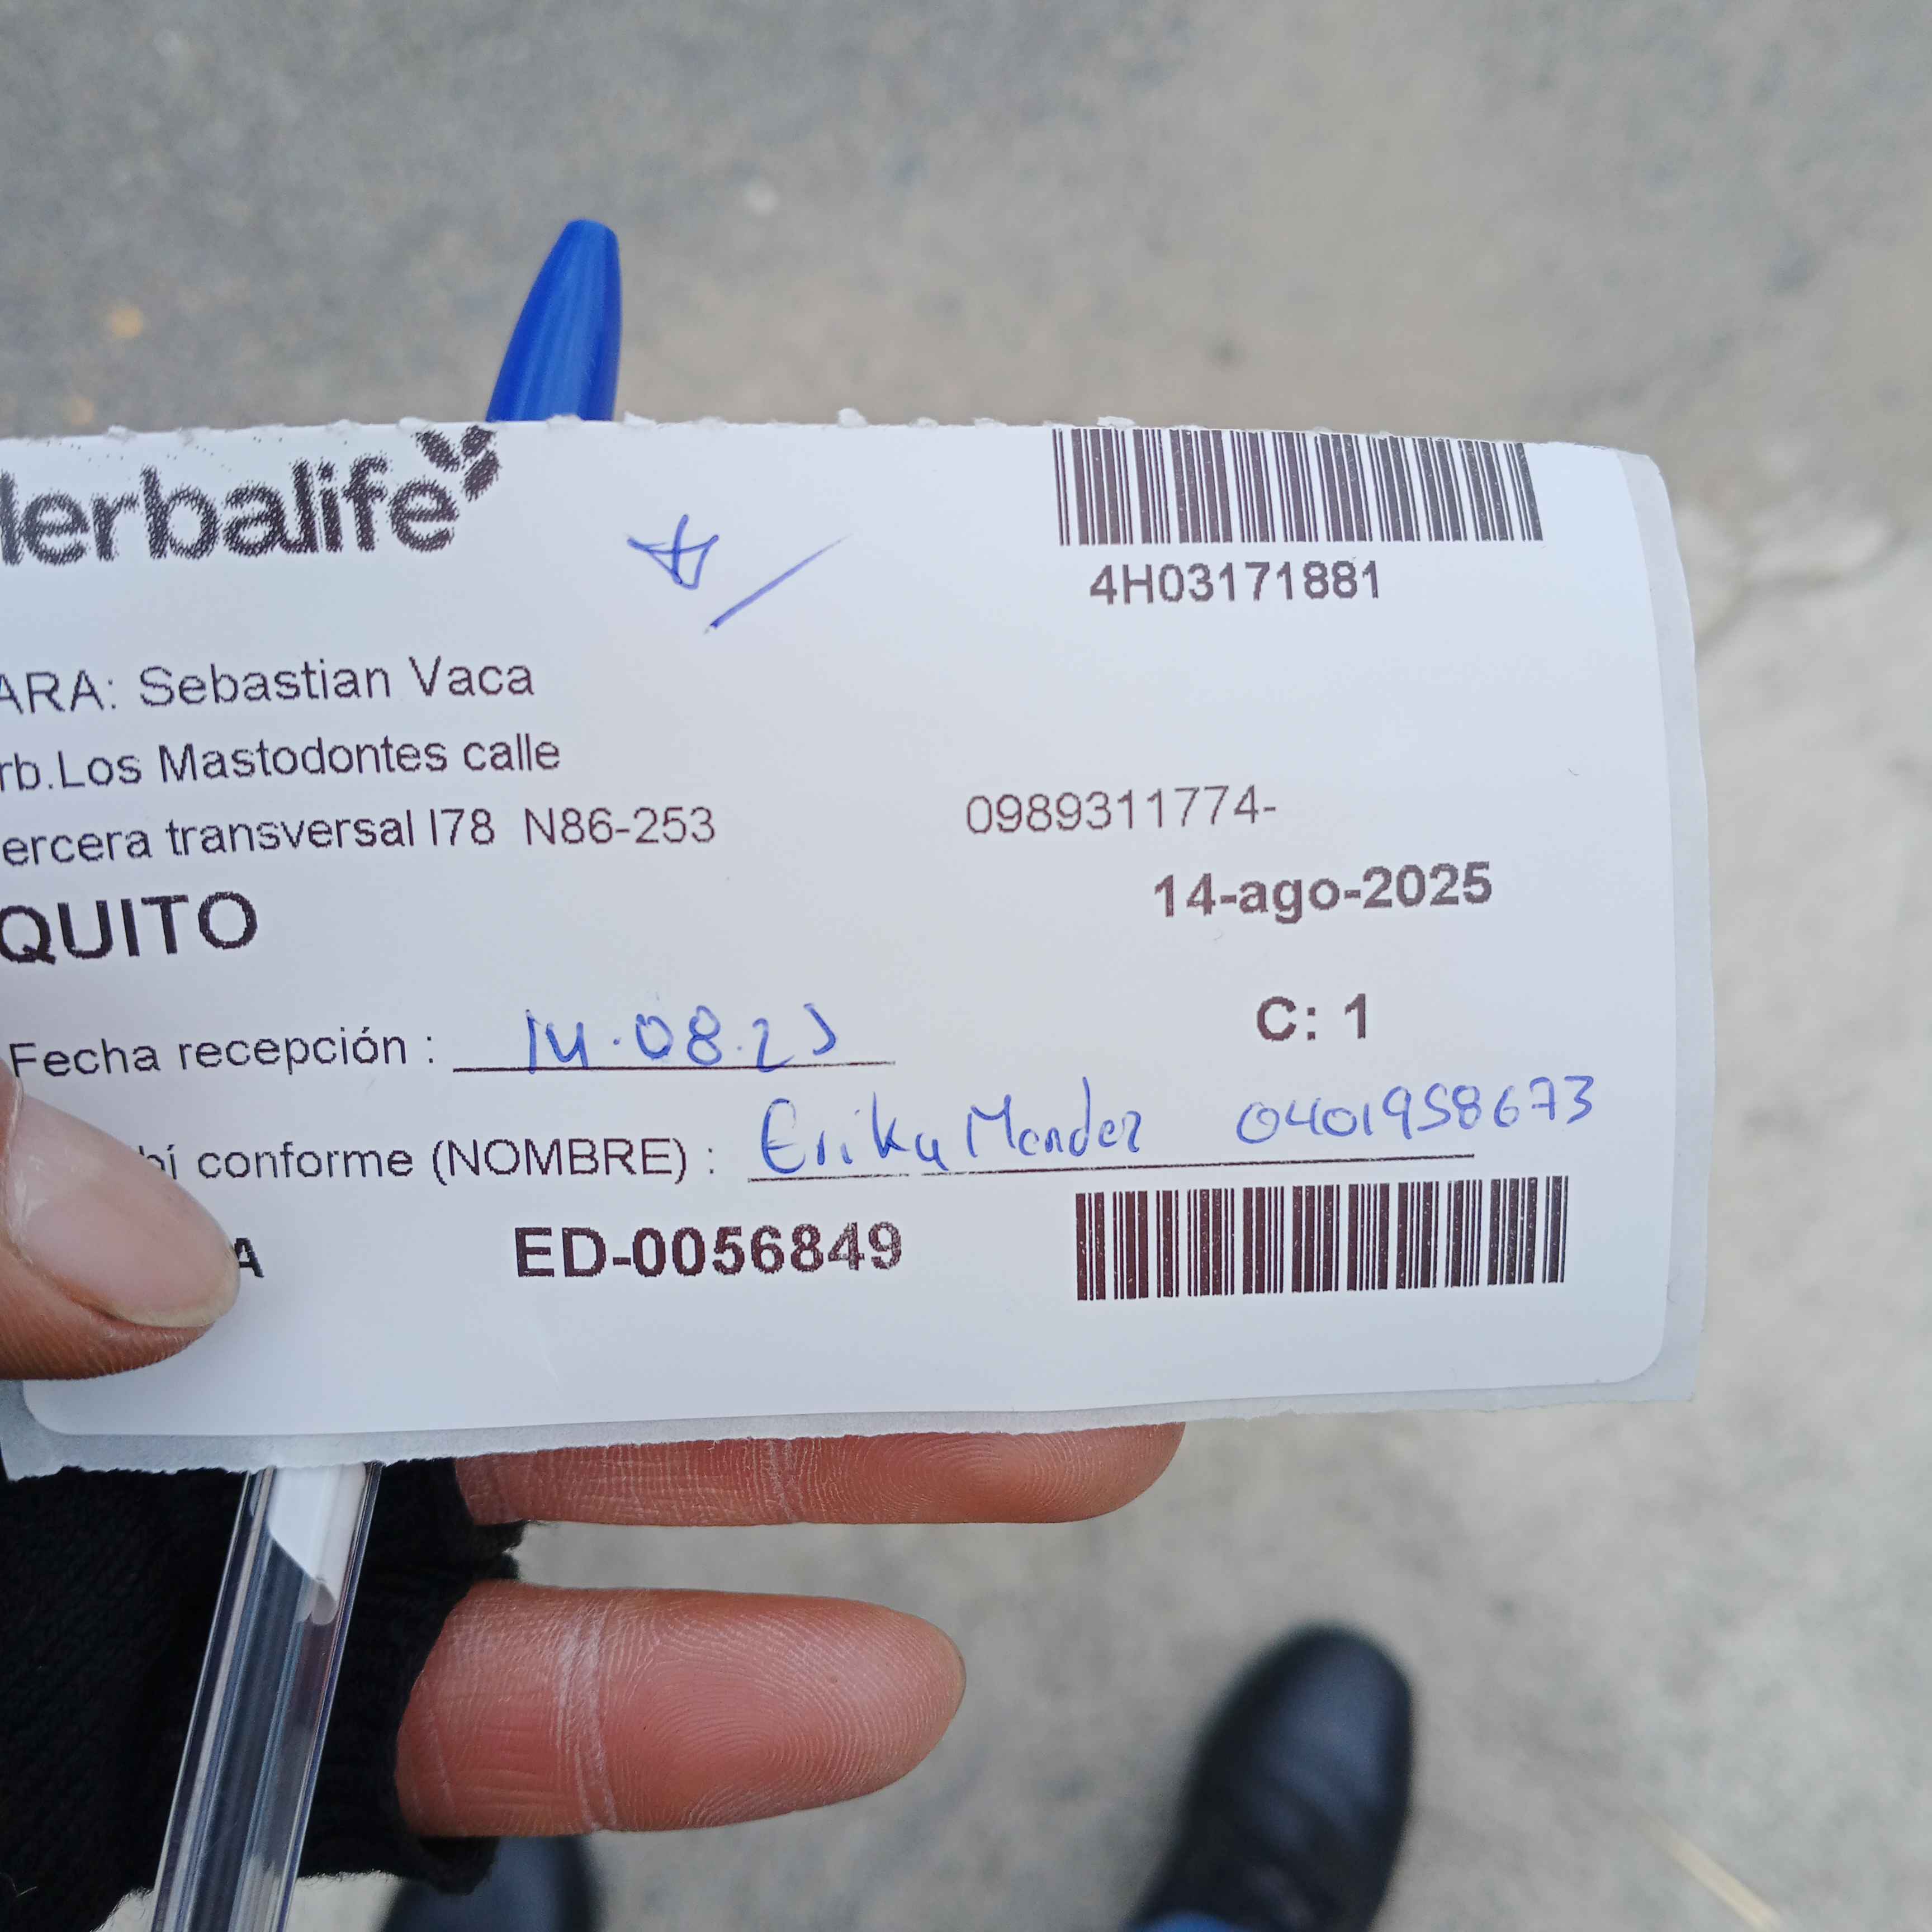 Herbalife
4H03171881
ARA: Sebastian Vaca
rb.Los Mastodontes calle
ercera transversal I78 N86-253
0989311774-
QUITO
14-ago-2025
C: 1
Fecha recepción : 14.08.25
bí conforme (NOMBRE) : Erika Mendez 0401958673
A
ED-0056849